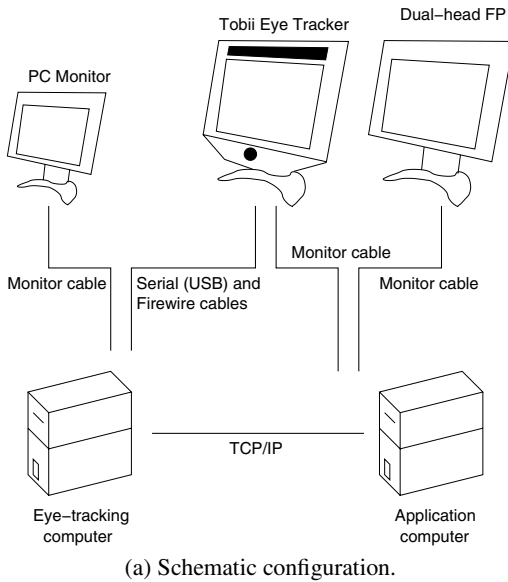 Tobii Eye Tracker
Dual−head FP
PC Monitor
Monitor cable
Monitor cable
Serial (USB) and
Firewire cables
Monitor cable
TCP/IP
Eye−tracking
computer
Application
computer
(a) Schematic configuration.